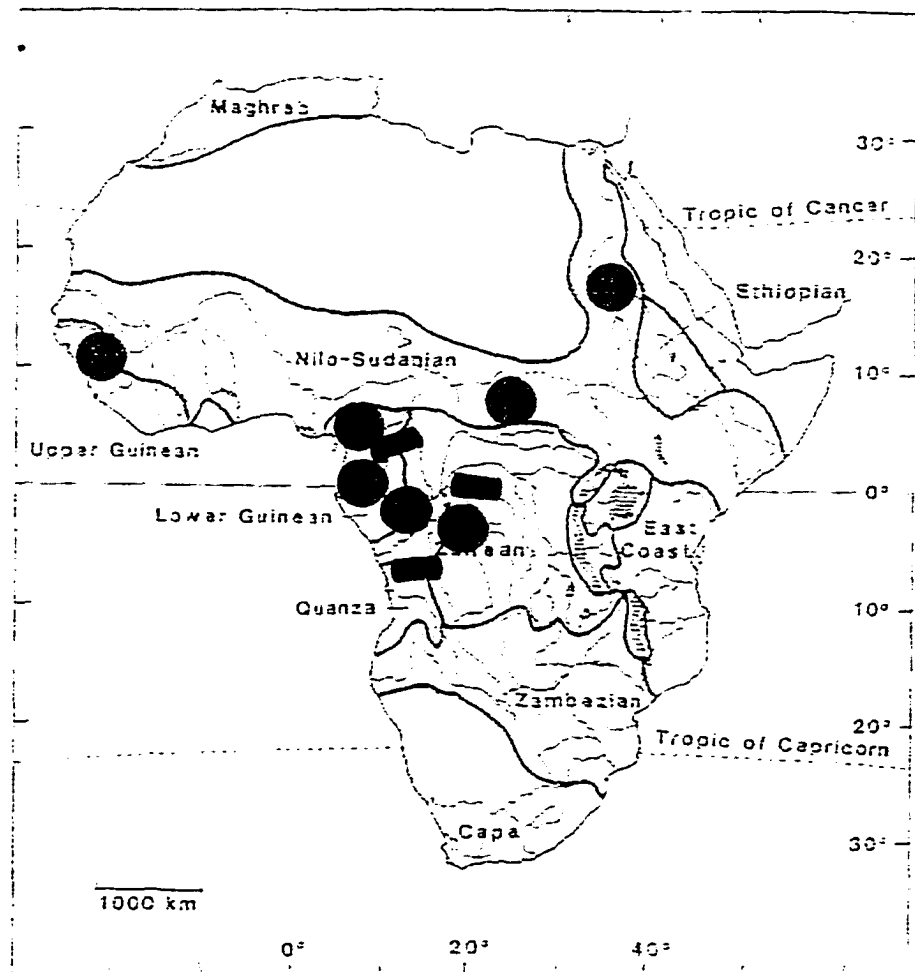 Maghreb
30°
Tropic of Cancer
20°
Ethiopian
Nilo-Sudanian
10°
Upper Guinean
0°
Lower Guinean
East
Coast
Quanza
10°
Zambezian
20°
Tropic of Capricorn
Cape
30°
1000 km
0° 20° 40°